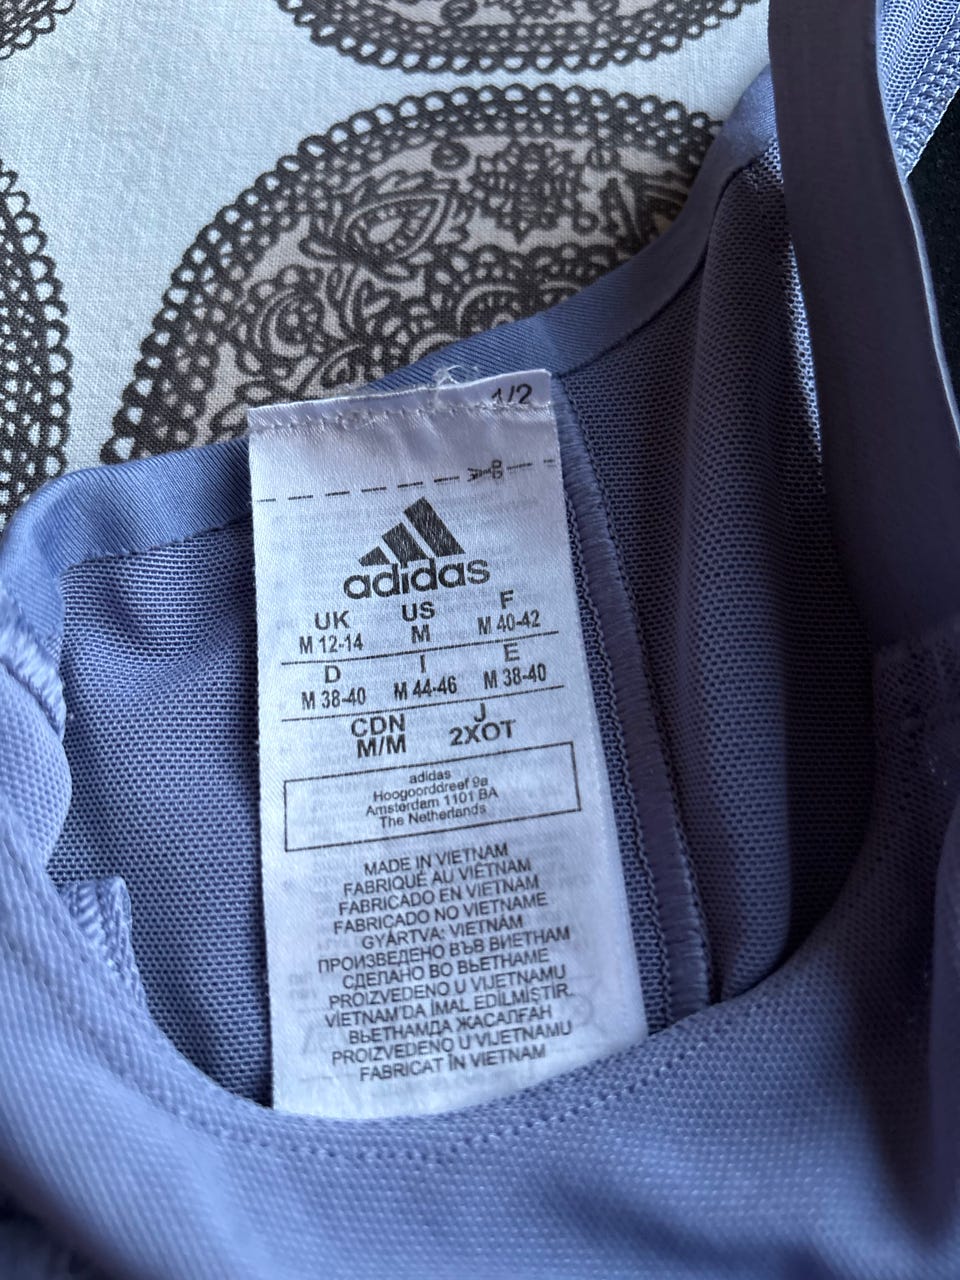 1/2
adidas
UK US F
M 12-14 M M 40-42
D I E
M 38-40 M 44-46 M 38-40
CDN J
M/M 2XOT
adidas
Hoogoorddreef 9a
Amsterdam 1101 BA
The Netherlands
MADE IN VIETNAM
FABRIQUÉ AU VIÊTNAM
FABRICADO EN VIETNAM
FABRICADO NO VIETNAME
GYÁRTVA: VIETNÁM
ПРОИЗВЕДЕНО ВЪВ ВИЕТНАМ
СДЕЛАНО ВО ВЬЕТНАМЕ
PROIZVEDENO U VIJETNAMU
VİETNAM'DA İMAL EDİLMİŞTİR.
ВЬЕТНАМДА ЖАСАЛҒАН
PROIZVEDENO U VIJETNAMU
FABRICAT ÎN VIETNAM